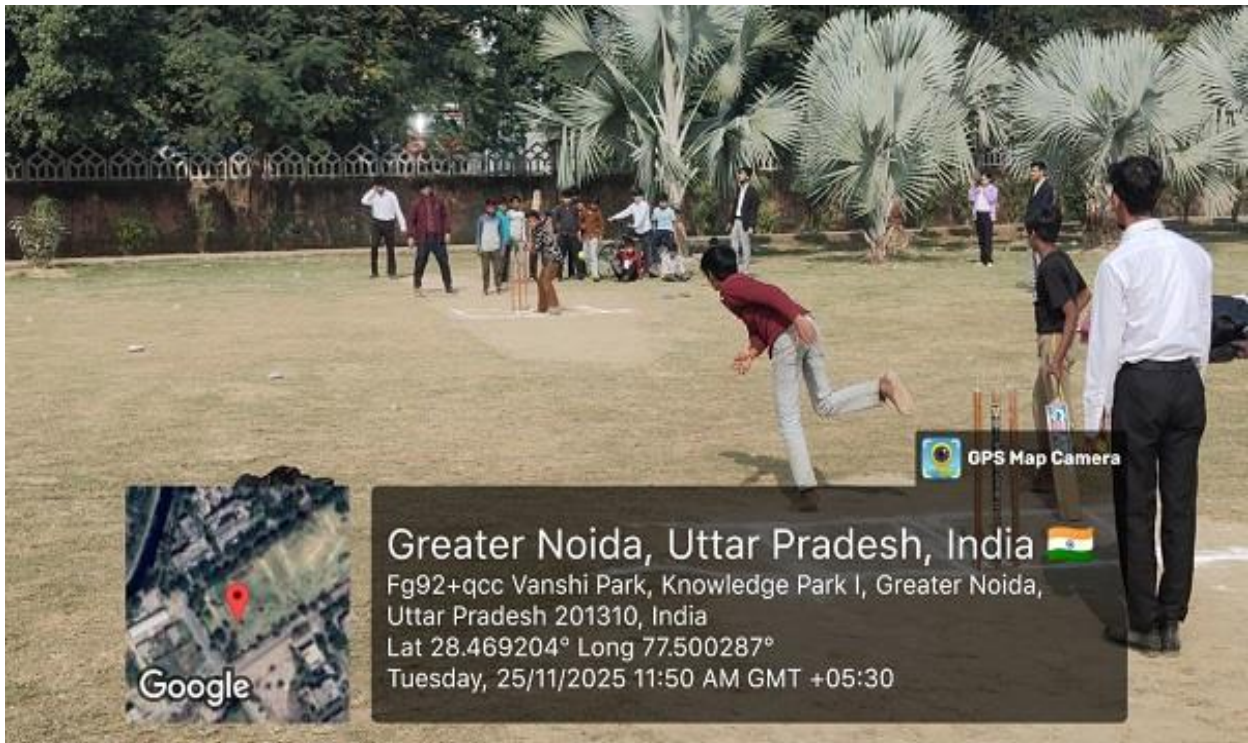 GPS Map Camera
Greater Noida, Uttar Pradesh, India
Fg92+qcc Vanshi Park, Knowledge Park I, Greater Noida,
Uttar Pradesh 201310, India
Lat 28.469204° Long 77.500287°
Tuesday, 25/11/2025 11:50 AM GMT +05:30
Google